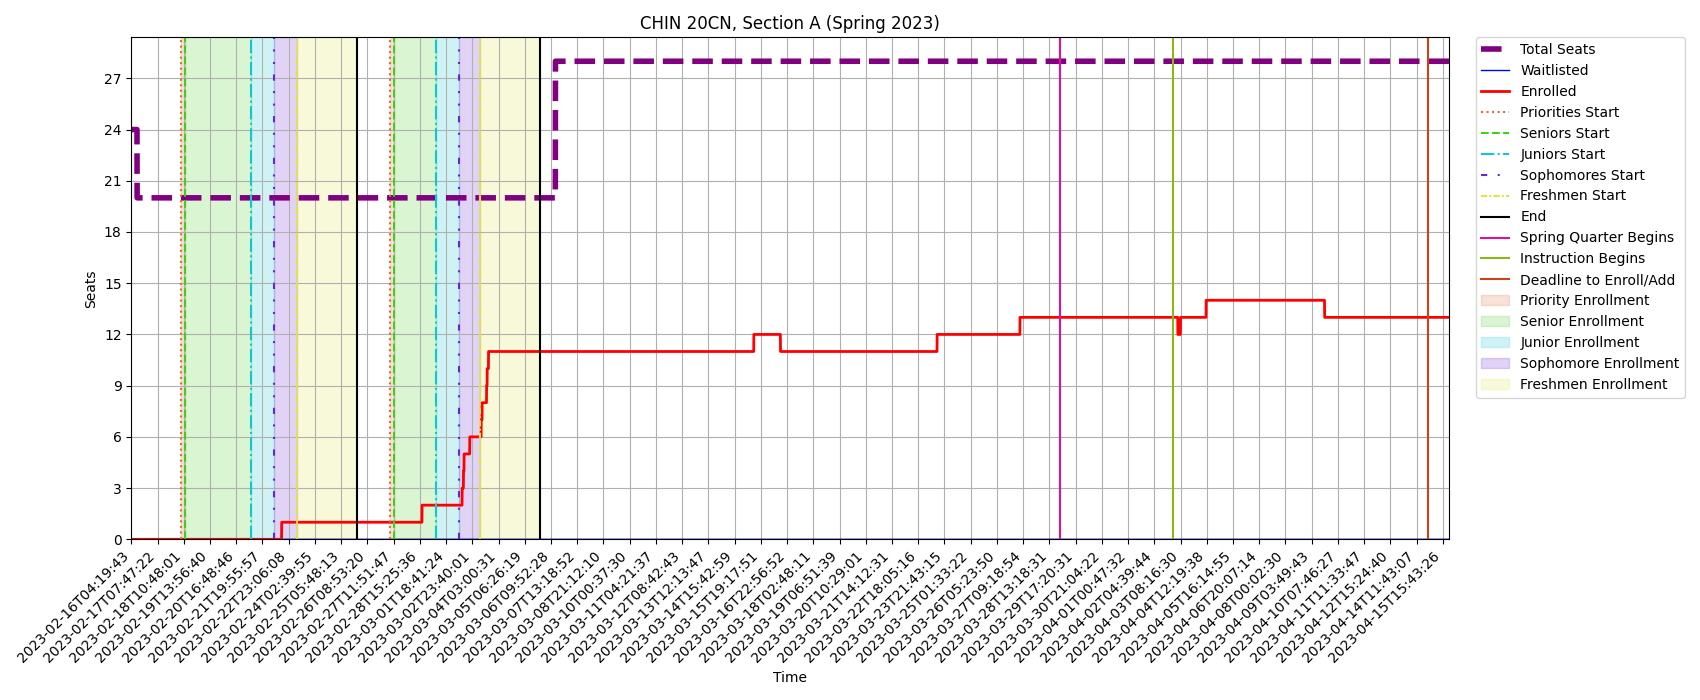 CHIN 20CN, Section A (Spring 2023)
Seats
27
24
21
18
15
12
9
6
3
0
2023-02-16T04:19:43
2023-02-17T07:47:22
2023-02-18T10:48:01
2023-02-19T13:56:40
2023-02-20T16:48:46
2023-02-21T19:55:57
2023-02-22T23:06:08
2023-02-24T02:39:55
2023-02-25T05:48:13
2023-02-26T08:53:20
2023-02-27T11:51:47
2023-02-28T15:25:36
2023-03-01T18:41:24
2023-03-02T23:40:01
2023-03-04T03:00:31
2023-03-05T06:26:19
2023-03-06T09:52:28
2023-03-07T13:18:52
2023-03-08T21:12:10
2023-03-10T00:37:30
2023-03-11T04:21:37
2023-03-12T08:42:43
2023-03-13T12:13:47
2023-03-14T15:42:59
2023-03-15T19:17:51
2023-03-16T22:56:52
2023-03-18T02:48:11
2023-03-19T06:51:39
2023-03-20T10:29:01
2023-03-21T14:12:31
2023-03-22T18:05:16
2023-03-23T21:43:15
2023-03-25T01:33:22
2023-03-26T05:23:50
2023-03-27T09:18:54
2023-03-28T13:18:31
2023-03-29T17:20:31
2023-03-30T21:04:22
2023-04-01T00:47:32
2023-04-02T04:39:44
2023-04-03T08:16:30
2023-04-04T12:19:38
2023-04-05T16:14:55
2023-04-06T20:07:14
2023-04-08T00:02:30
2023-04-09T03:49:43
2023-04-10T07:46:27
2023-04-11T11:33:47
2023-04-12T15:24:40
2023-04-14T11:43:07
2023-04-15T15:43:26
Time
Total Seats
Waitlisted
Enrolled
Priorities Start
Seniors Start
Juniors Start
Sophomores Start
Freshmen Start
End
Spring Quarter Begins
Instruction Begins
Deadline to Enroll/Add
Priority Enrollment
Senior Enrollment
Junior Enrollment
Sophomore Enrollment
Freshmen Enrollment